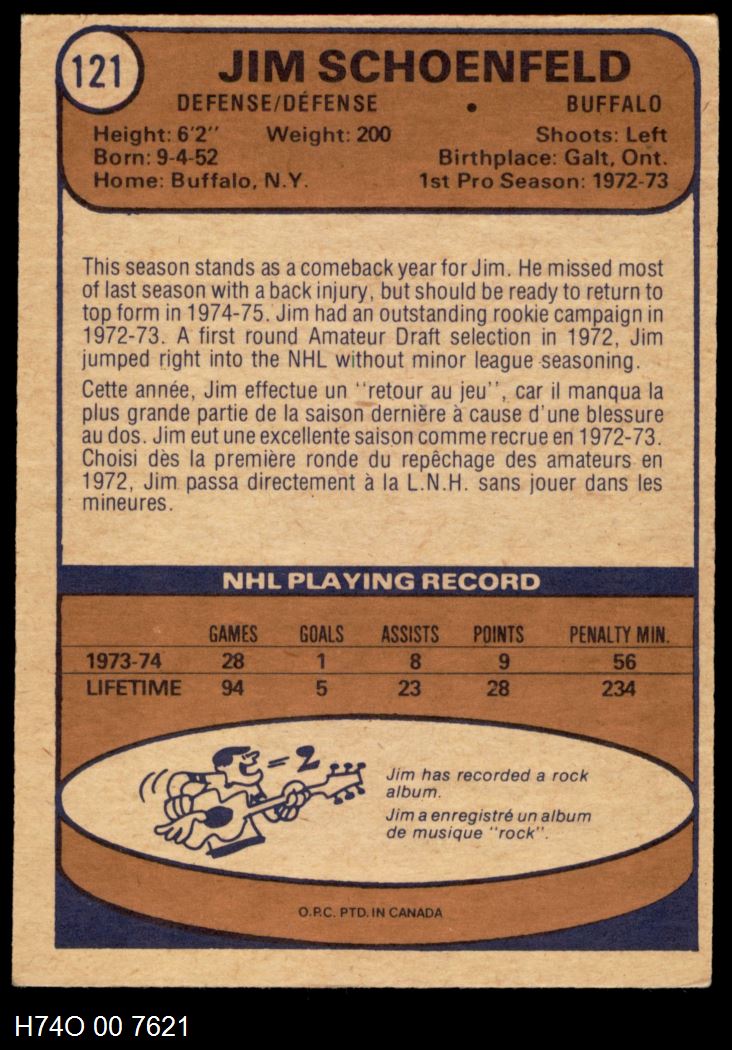 121
JIM SCHOENFELD
DEFENSE/DÉFENSE • BUFFALO
Height: 6'2'' Weight: 200 Shoots: Left
Born: 9-4-52 Birthplace: Galt, Ont.
Home: Buffalo, N.Y. 1st Pro Season: 1972-73
This season stands as a comeback year for Jim. He missed most
of last season with a back injury, but should be ready to return to
top form in 1974-75. Jim had an outstanding rookie campaign in
1972-73. A first round Amateur Draft selection in 1972, Jim
jumped right into the NHL without minor league seasoning.
Cette année, Jim effectue un ''retour au jeu'', car il manqua la
plus grande partie de la saison dernière à cause d'une blessure
au dos. Jim eut une excellente saison comme recrue en 1972-73.
Choisi dès la première ronde du repêchage des amateurs en
1972, Jim passa directement à la L.N.H. sans jouer dans les
mineures.
NHL PLAYING RECORD
GAMES GOALS ASSISTS POINTS PENALTY MIN.
1973-74 28 1 8 9 56
LIFETIME 94 5 23 28 234
Jim has recorded a rock
album.
Jim a enregistré un album
de musique ''rock''.
O.P.C. PTD. IN CANADA
H74O 00 7621